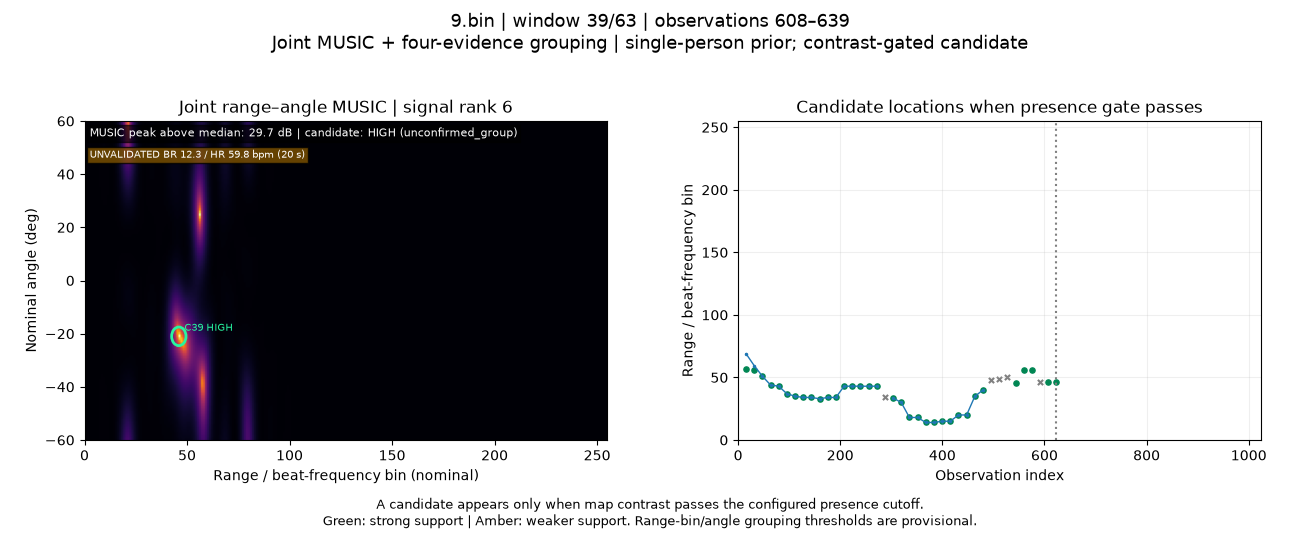 9.bin | window 39/63 | observations 608–639
Joint MUSIC + four-evidence grouping | single-person prior; contrast-gated candidate
Joint range–angle MUSIC | signal rank 6
MUSIC peak above median: 29.7 dB | candidate: HIGH (unconfirmed_group)
UNVALIDATED BR 12.3 / HR 59.8 bpm (20 s)
C39 HIGH
60
40
20
0
−20
−40
−60
Nominal angle (deg)
0 50 100 150 200 250
Range / beat-frequency bin (nominal)
Candidate locations when presence gate passes
250
200
150
100
50
0
Range / beat-frequency bin
0 200 400 600 800 1000
Observation index
A candidate appears only when map contrast passes the configured presence cutoff.
Green: strong support | Amber: weaker support. Range-bin/angle grouping thresholds are provisional.